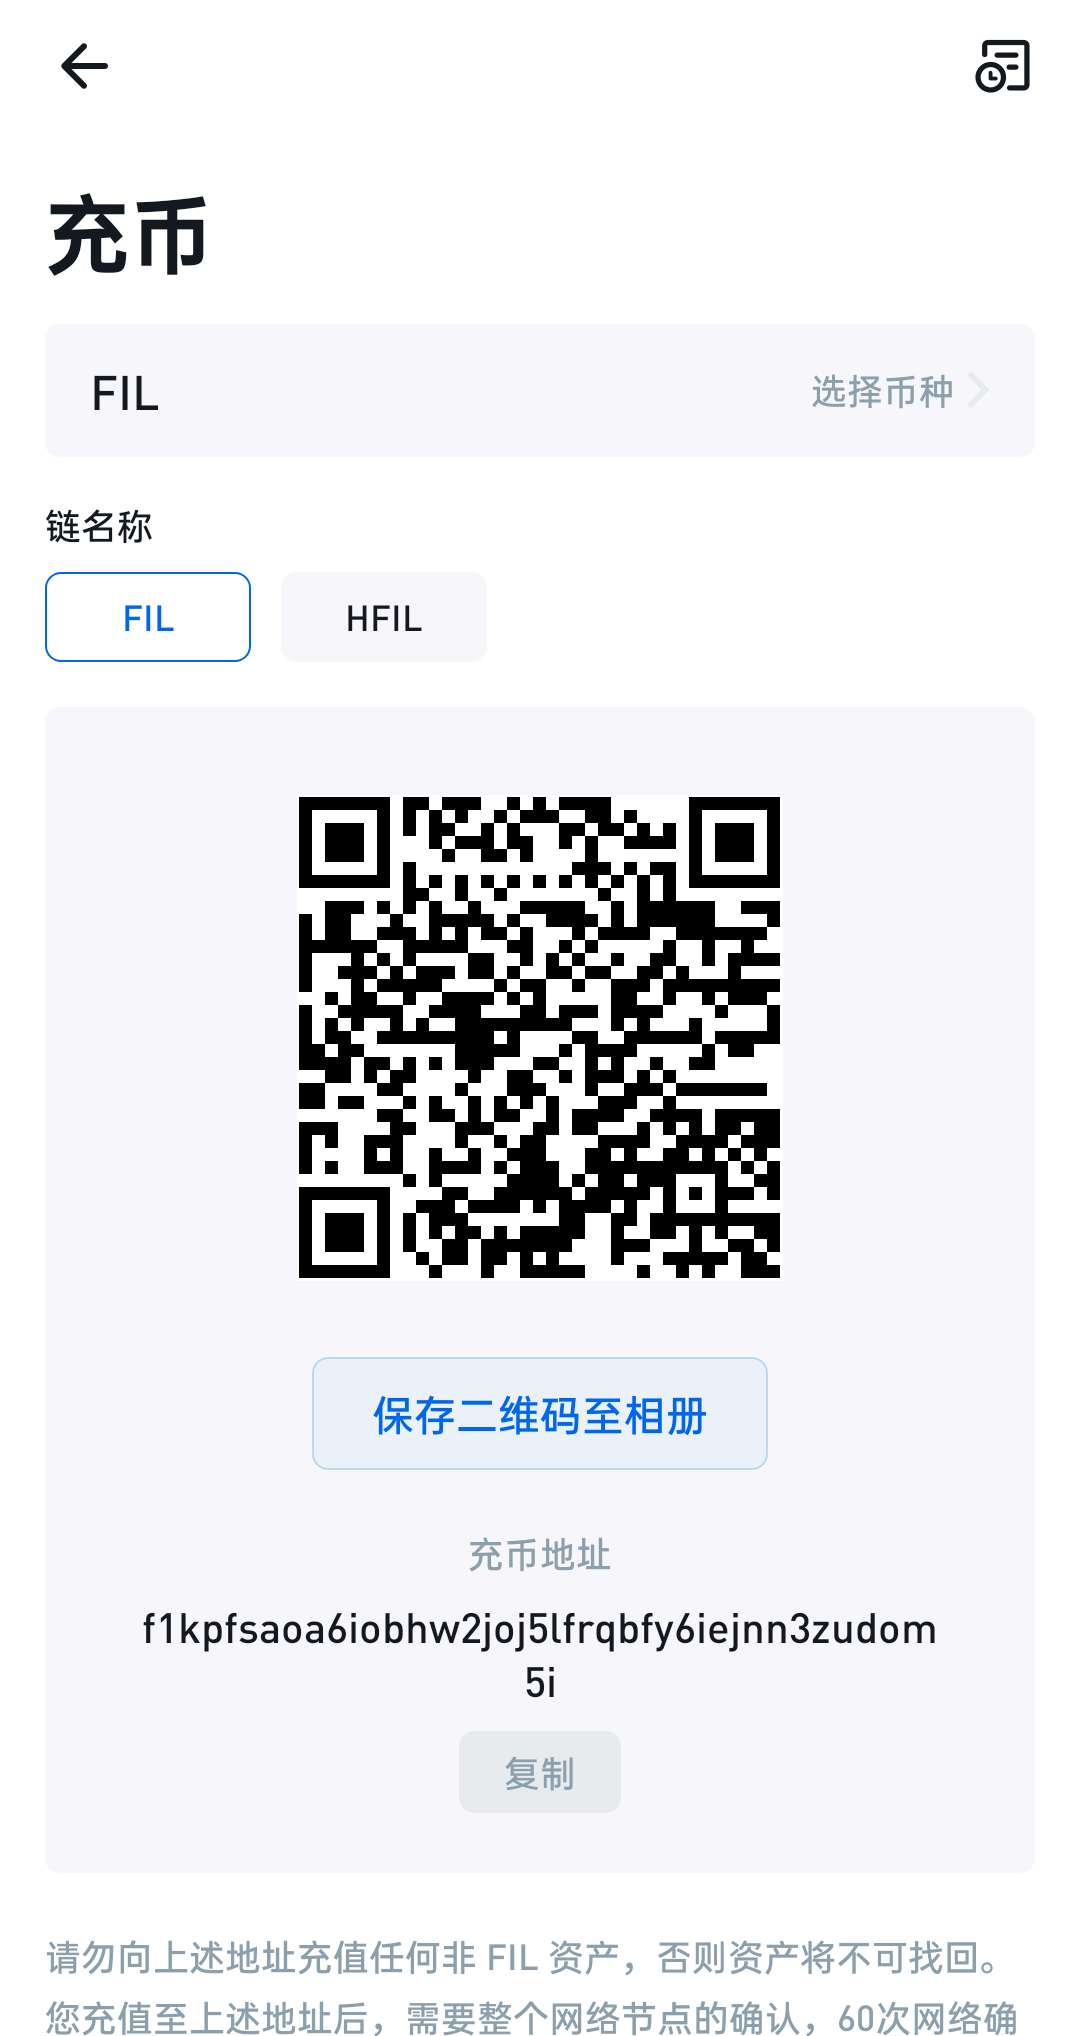 充币
FIL 选择币种
链名称
FIL HFIL
保存二维码至相册
充币地址
f1kpfsaoa6iobhw2joj5lfrqbfy6iejnn3zudom
5i
复制
请勿向上述地址充值任何非 FIL 资产，否则资产将不可找回。
您充值至上述地址后，需要整个网络节点的确认，60次网络确